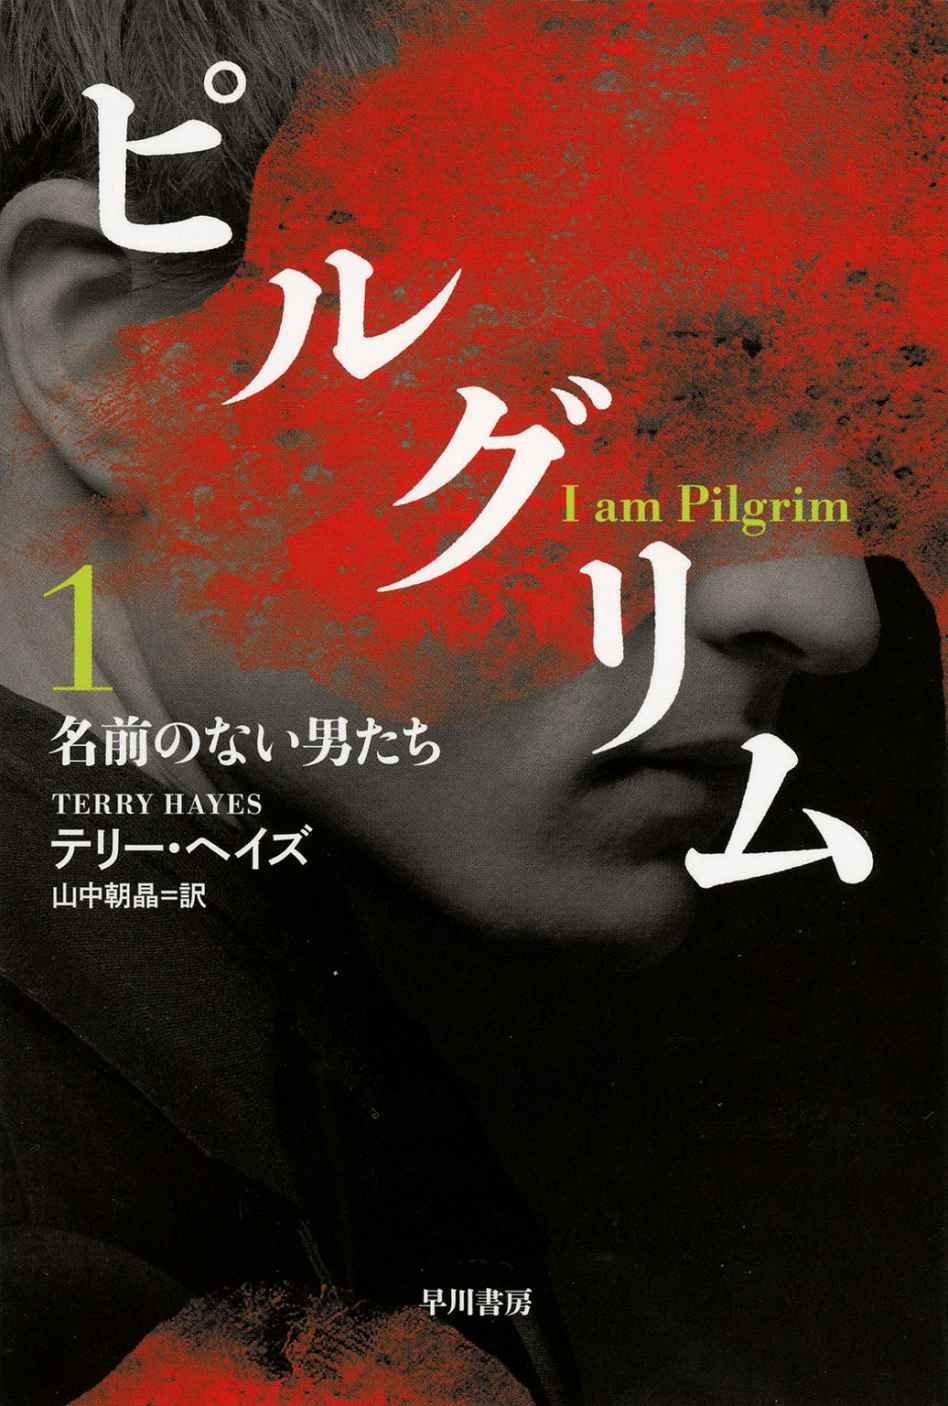 ピルグリム
I am Pilgrim
1
名前のない男たち
TERRY HAYES
テリー・ヘイズ
山中朝晶=訳
早川書房